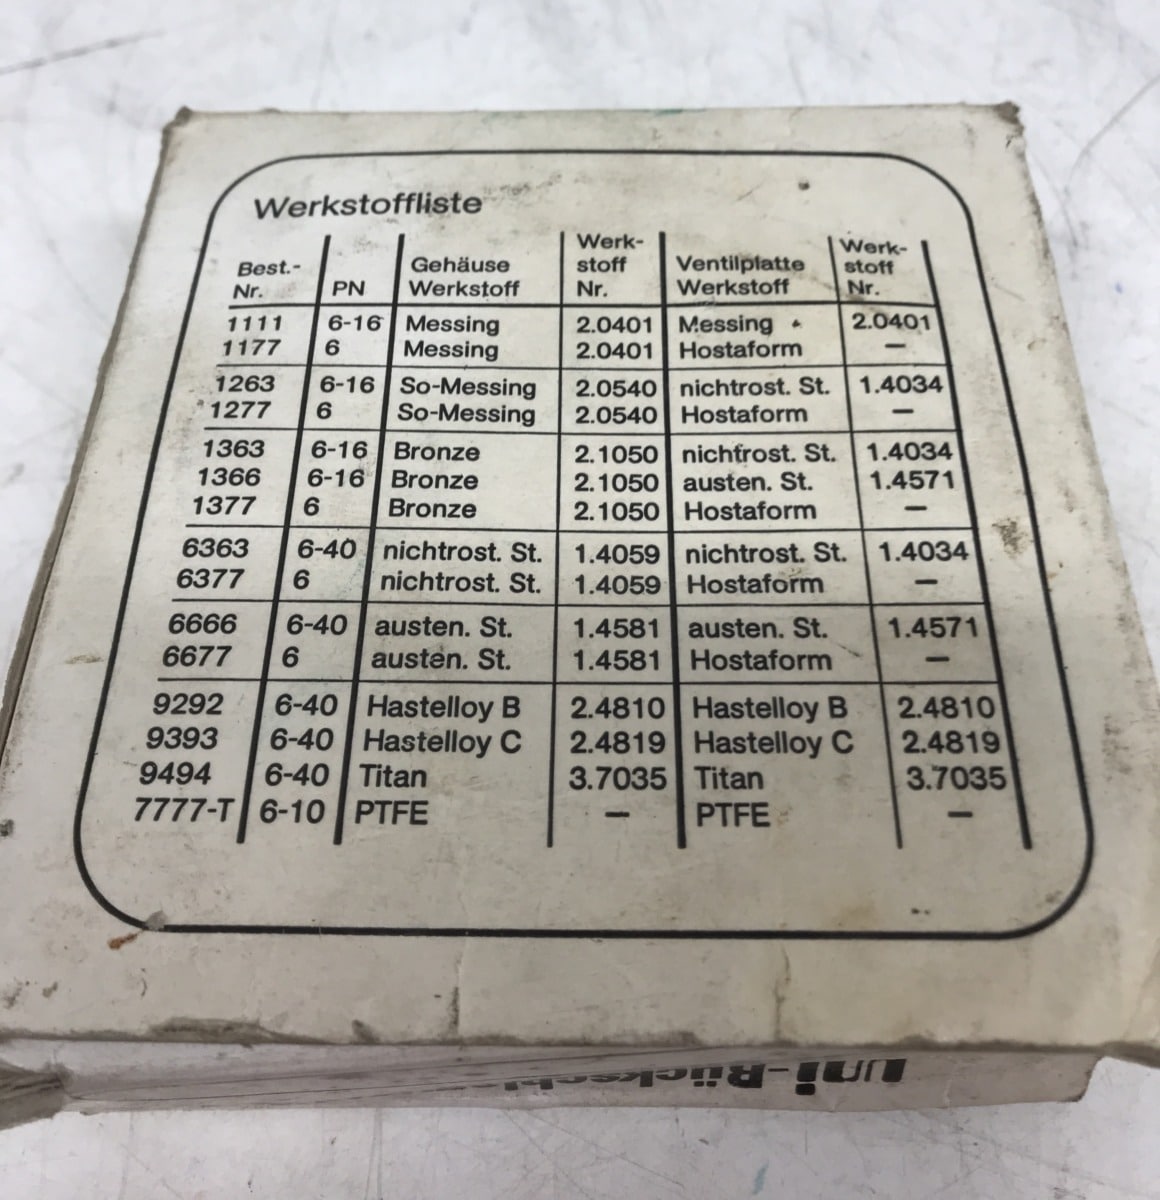 Werkstoffliste
Best.-Nr. PN Gehäuse Werkstoff Werk-stoff Nr. Ventilplatte Werkstoff Werk-stoff Nr.
1111 6-16 Messing 2.0401 Messing 2.0401
1177 6 Messing 2.0401 Hostaform —
1263 6-16 So-Messing 2.0540 nichtrost. St. 1.4034
1277 6 So-Messing 2.0540 Hostaform —
1363 6-16 Bronze 2.1050 nichtrost. St. 1.4034
1366 6-16 Bronze 2.1050 austen. St. 1.4571
1377 6 Bronze 2.1050 Hostaform —
6363 6-40 nichtrost. St. 1.4059 nichtrost. St. 1.4034
6377 6 nichtrost. St. 1.4059 Hostaform —
6666 6-40 austen. St. 1.4581 austen. St. 1.4571
6677 6 austen. St. 1.4581 Hostaform —
9292 6-40 Hastelloy B 2.4810 Hastelloy B 2.4810
9393 6-40 Hastelloy C 2.4819 Hastelloy C 2.4819
9494 6-40 Titan 3.7035 Titan 3.7035
7777-T 6-10 PTFE — PTFE —
uni-Rückschl